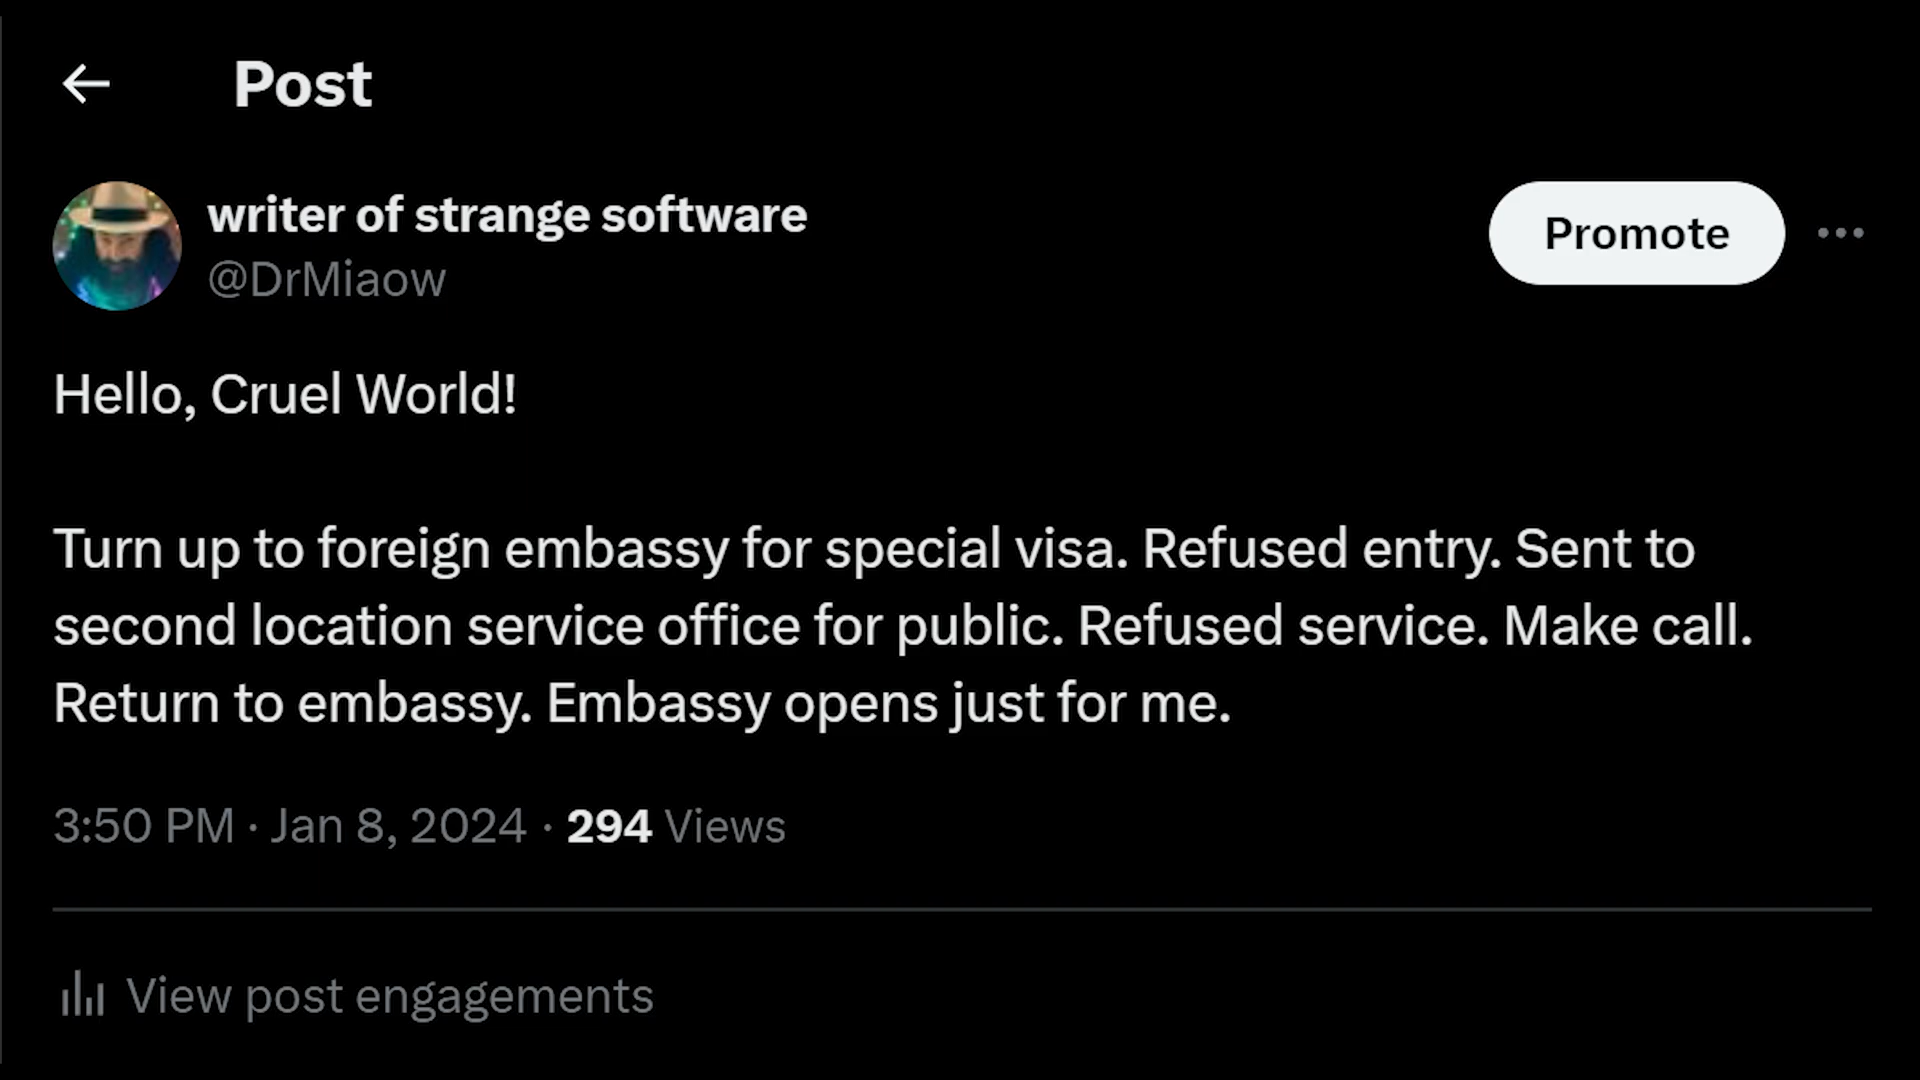 Post
writer of strange software
@DrMiaow
Promote
Hello, Cruel World!
Turn up to foreign embassy for special visa. Refused entry. Sent to
second location service office for public. Refused service. Make call.
Return to embassy. Embassy opens just for me.
3:50 PM · Jan 8, 2024 · 294 Views
View post engagements